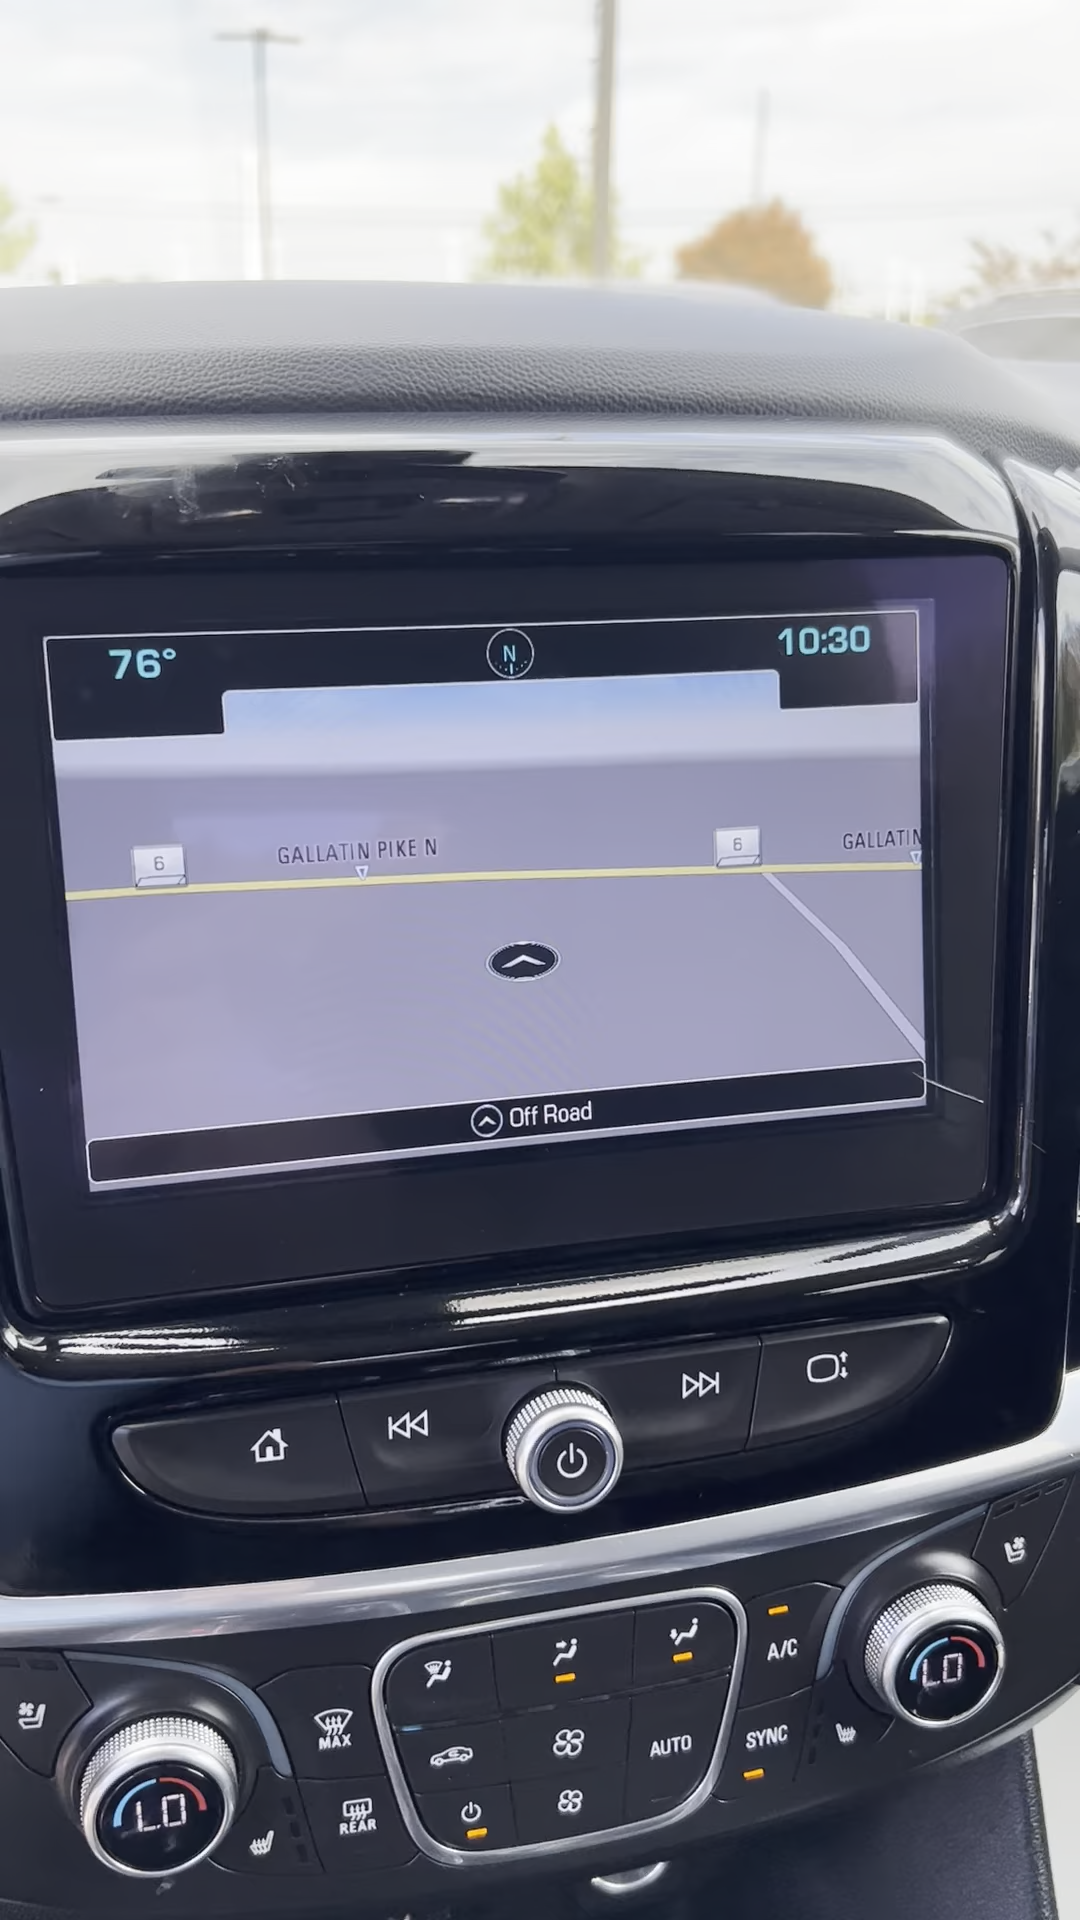 76°
N
10:30
6
GALLATIN PIKE N
6
GALLATIN
Off Road
A/C
LO
MAX
AUTO
SYNC
LO
REAR